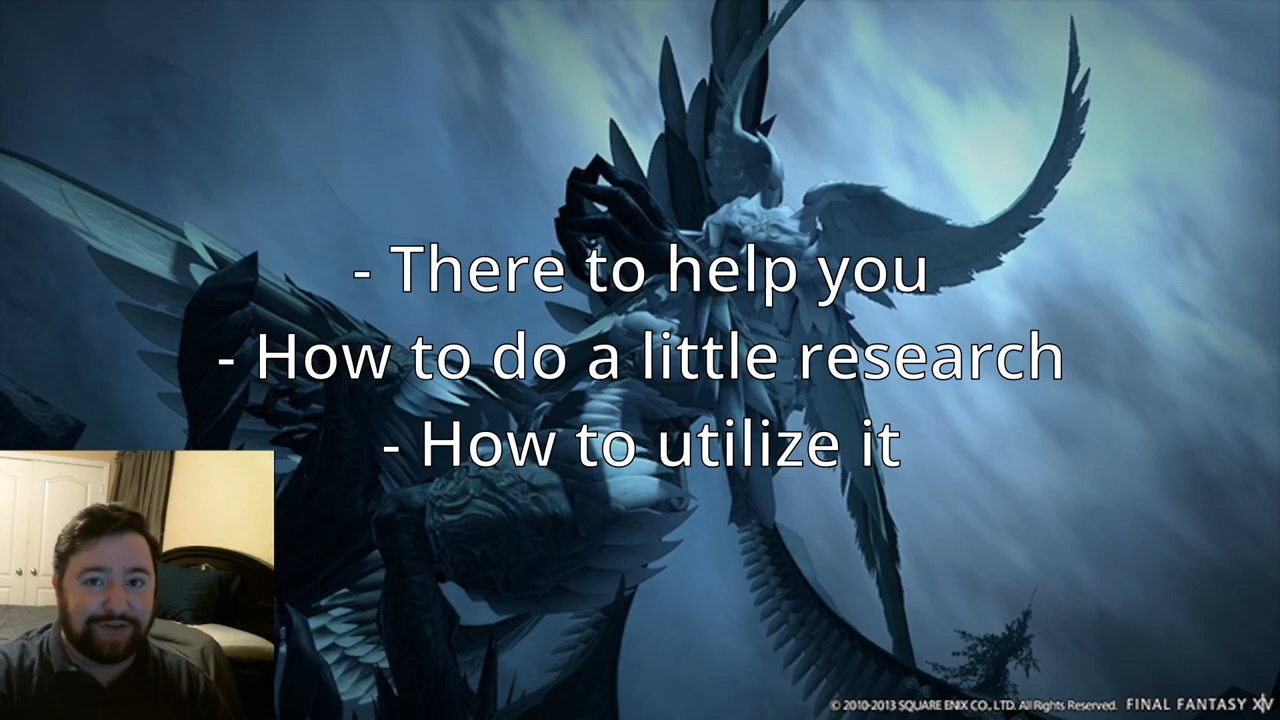 - There to help you
- How to do a little research
- How to utilize it
© 2010-2013 SQUARE ENIX CO., LTD. All Rights Reserved. FINAL FANTASY XIV